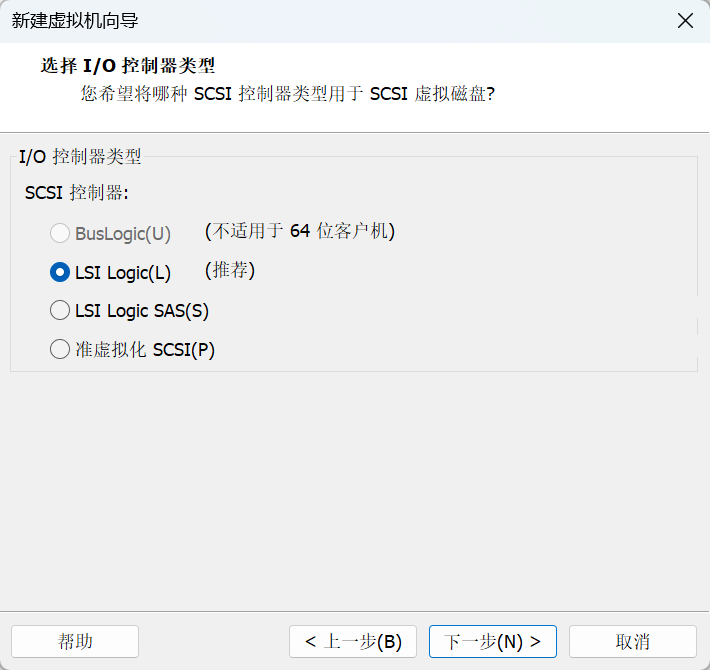 新建虚拟机向导
选择 I/O 控制器类型
您希望将哪种 SCSI 控制器类型用于 SCSI 虚拟磁盘?
I/O 控制器类型
SCSI 控制器:
BusLogic(U) (不适用于 64 位客户机)
LSI Logic(L) (推荐)
LSI Logic SAS(S)
准虚拟化 SCSI(P)
帮助 < 上一步(B) 下一步(N) > 取消